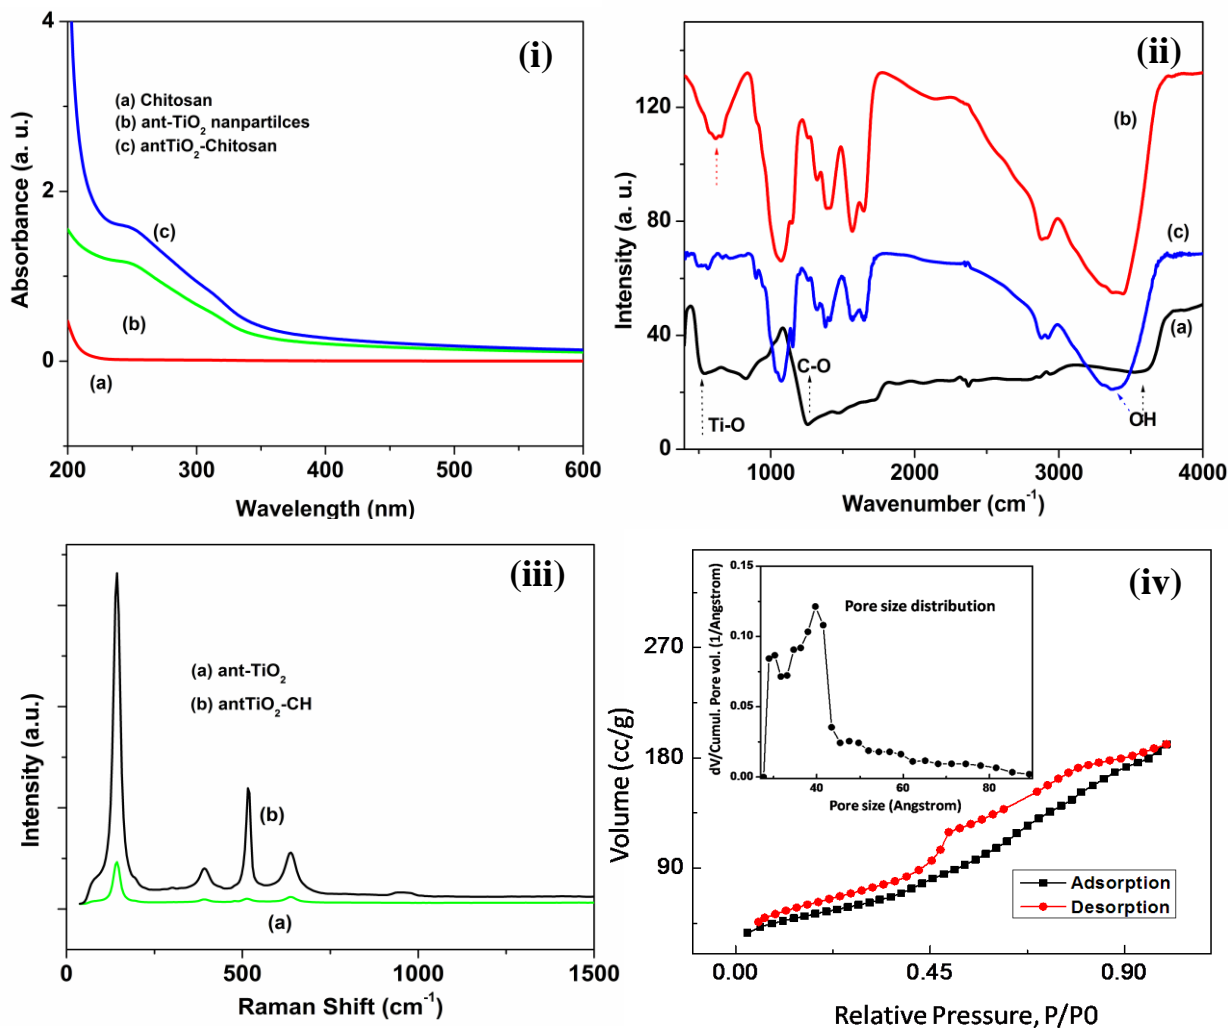 (i)
4
2
0
Absorbance (a. u.)
(a) Chitosan
(b) ant-TiO2 nanpartilces
(c) antTiO2-Chitosan
(c)
(b)
(a)
200 300 400 500 600
Wavelength (nm)
(ii)
120
80
40
0
Intensity (a. u.)
(b)
(c)
(a)
C-O
Ti-O
OH
1000 2000 3000 4000
Wavenumber (cm-1)
(iii)
Intensity (a.u.)
(a) ant-TiO2
(b) antTiO2-CH
(b)
(a)
0 500 1000 1500
Raman Shift (cm-1)
(iv)
270
180
90
Volume (cc/g)
0.15
0.10
0.05
0.00
dV/Cumul. Pore vol. (1/Angstrom)
Pore size distribution
40 60 80
Pore size (Angstrom)
Adsorption
Desorption
0.00 0.45 0.90
Relative Pressure, P/P0